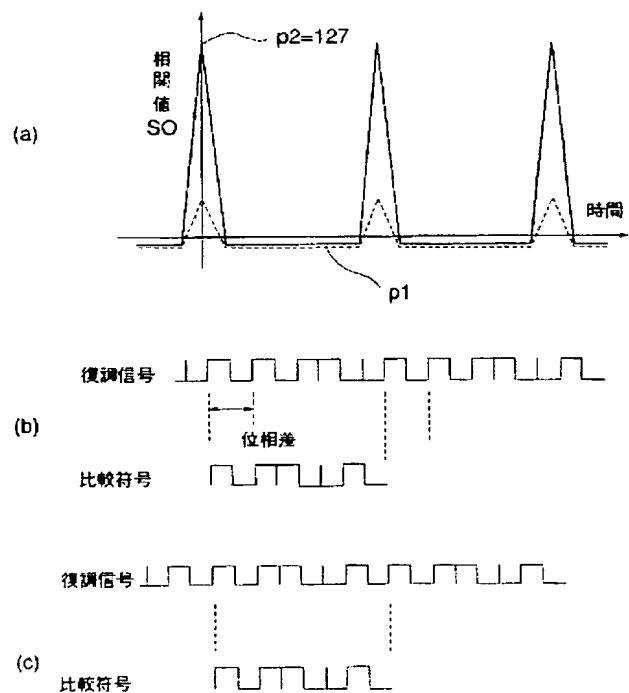 p2=127
相
関
値
SO
(a)
時間
p1
復調信号
(b)
位相差
比較符号
復調信号
(c)
比較符号